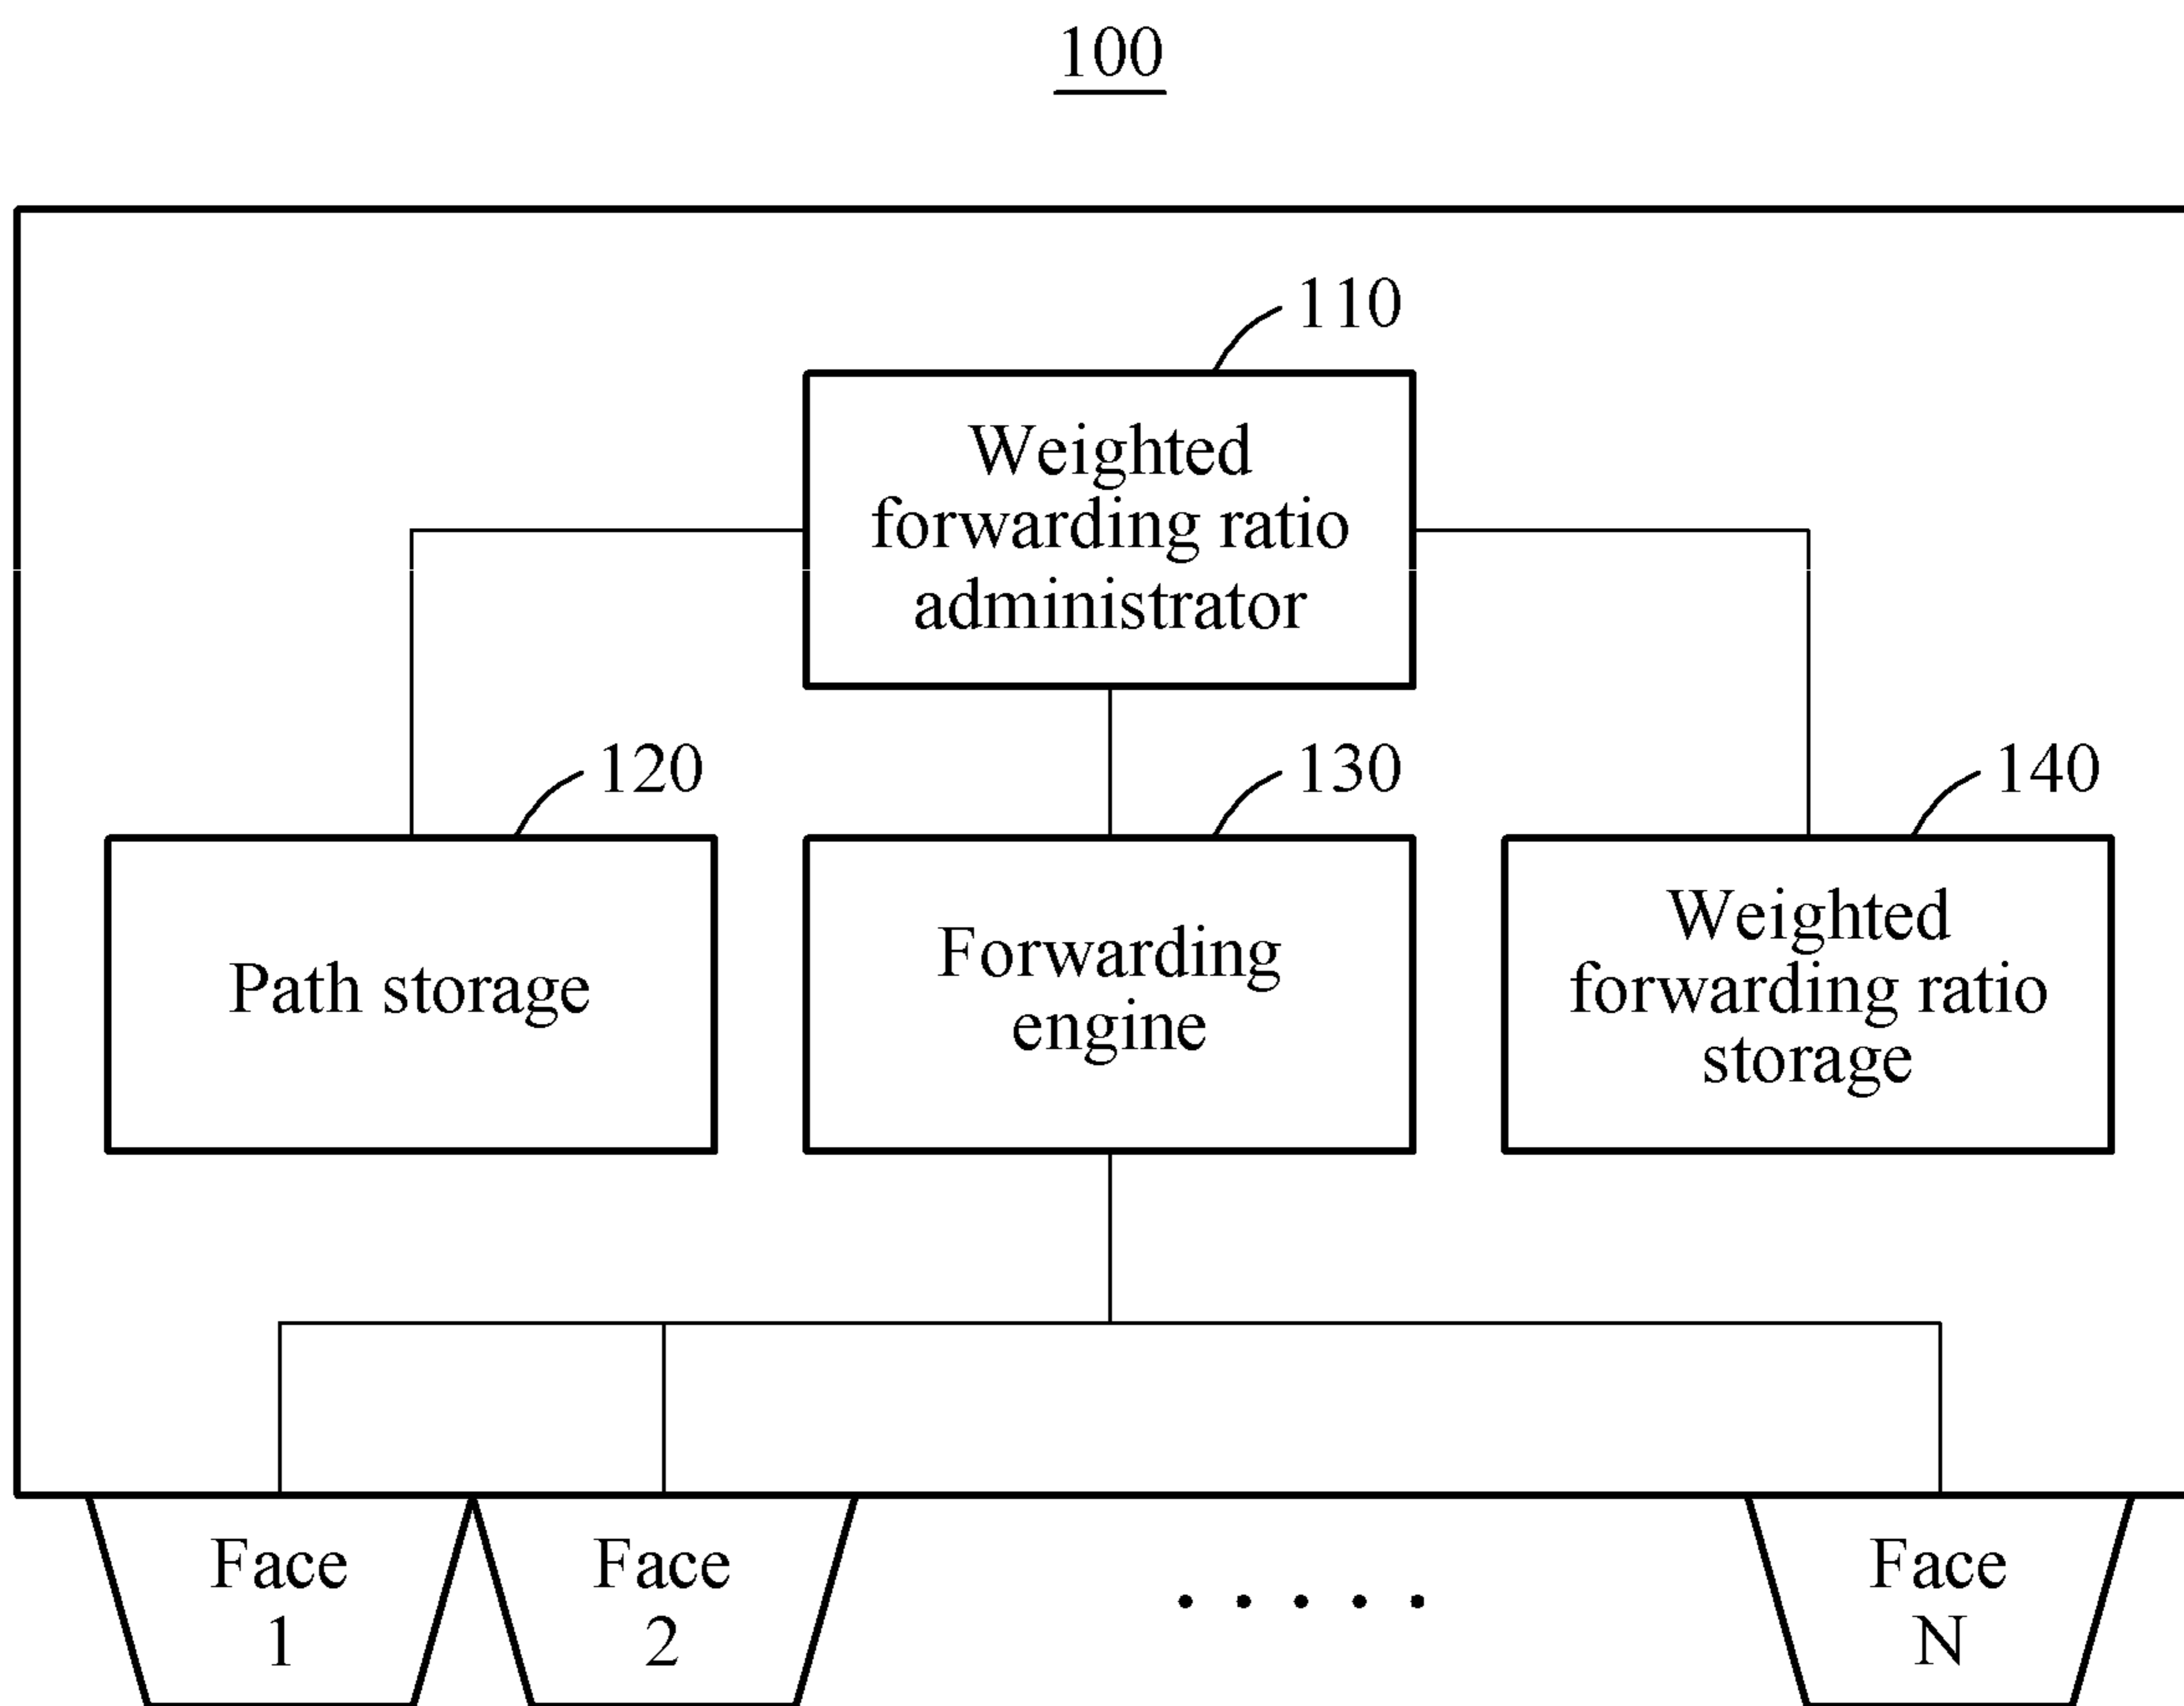 100
110
Weighted
forwarding ratio
administrator
120
130
140
Path storage
Forwarding
engine
Weighted
forwarding ratio
storage
Face
1
Face
2
. . . . .
Face
N